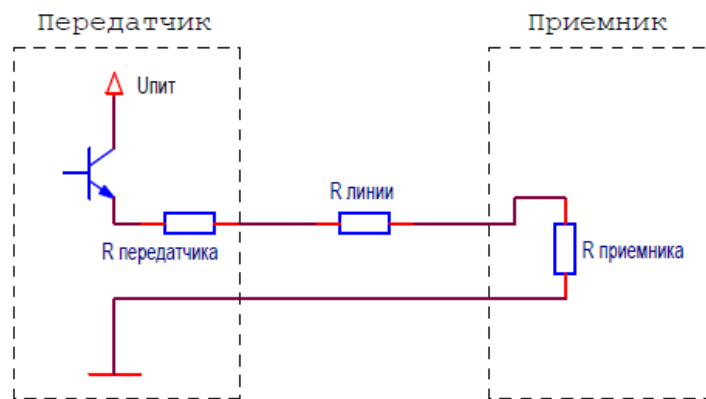 Передатчик
Приемник
Uпит
R линии
R передатчика
R приемника